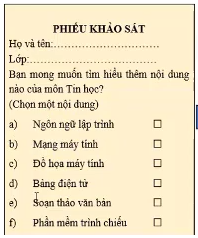 PHIẾU KHẢO SÁT
Họ và tên:………………………
Lớp:……………………………
Bạn mong muốn tìm hiểu thêm nội dung
nào của môn Tin học?
(Chọn một nội dung)
a) Ngôn ngữ lập trình ☐
b) Mạng máy tính ☐
c) Đồ họa máy tính ☐
d) Bảng điện tử ☐
e) Soạn thảo văn bản ☐
f) Phần mềm trình chiếu ☐